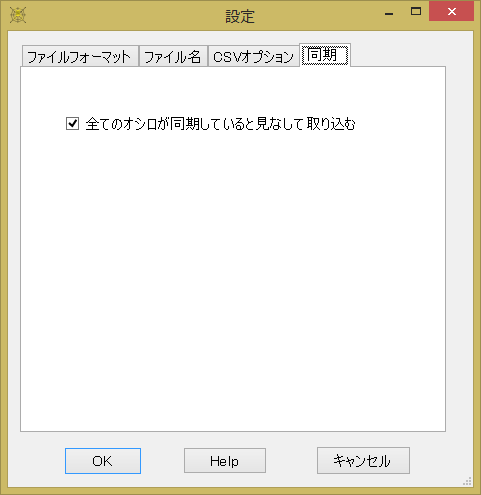 設定
ファイルフォーマット ファイル名 CSVオプション 同期
全てのオシロが同期していると見なして取り込む
OK Help キャンセル